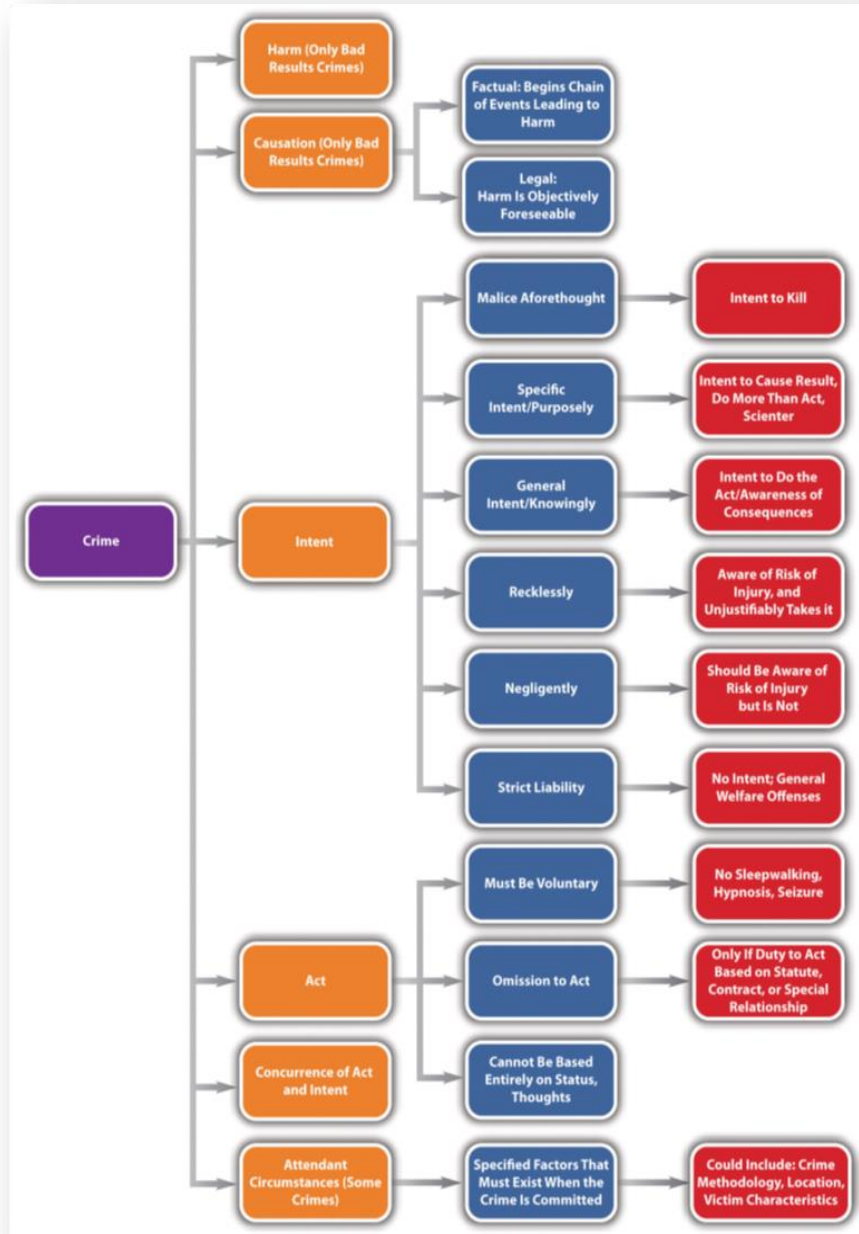 Harm (Only Bad
Results Crimes)
Causation (Only Bad
Results Crimes)
Factual: Begins Chain
of Events Leading to
Harm
Legal:
Harm Is Objectively
Foreseeable
Crime
Intent
Malice Aforethought
Intent to Kill
Specific
Intent/Purposely
Intent to Cause Result,
Do More Than Act,
Scienter
General
Intent/Knowingly
Intent to Do the
Act/Awareness of
Consequences
Recklessly
Aware of Risk of
Injury, and
Unjustifiably Takes it
Negligently
Should Be Aware of
Risk of Injury
but Is Not
Strict Liability
No Intent; General
Welfare Offenses
Act
Must Be Voluntary
No Sleepwalking,
Hypnosis, Seizure
Omission to Act
Only If Duty to Act
Based on Statute,
Contract, or Special
Relationship
Cannot Be Based
Entirely on Status,
Thoughts
Concurrence of Act
and Intent
Attendant
Circumstances (Some
Crimes)
Specified Factors That
Must Exist When the
Crime Is Committed
Could Include: Crime
Methodology, Location,
Victim Characteristics